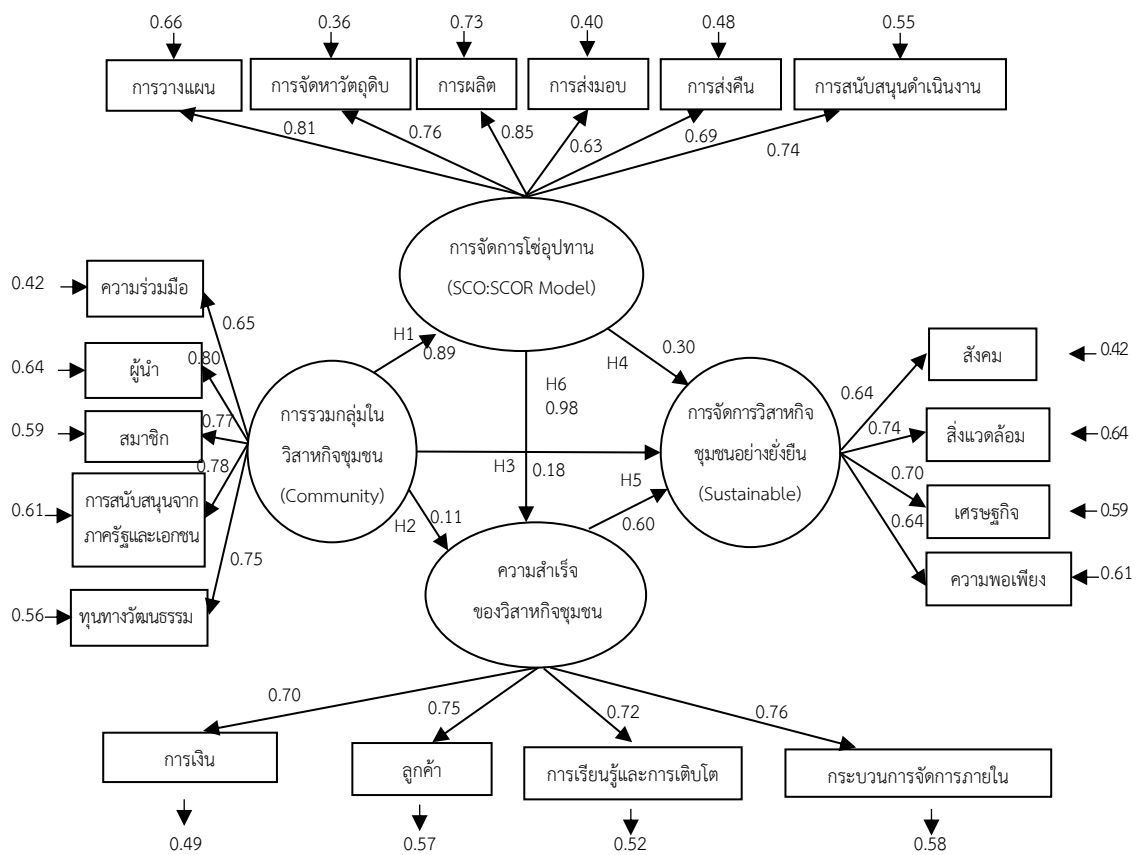 0.66
0.36
0.73
0.40
0.48
0.55
การวางแผน
การจัดหาวัตถุดิบ
การผลิต
การส่งมอบ
การส่งคืน
การสนับสนุนดำเนินงาน
0.81
0.76
0.85
0.63
0.69
0.74
การจัดการโซ่อุปทาน
(SCO:SCOR Model)
0.42
ความร่วมมือ
0.65
0.64
ผู้นำ
0.80
0.59
สมาชิก
0.77
0.61
การสนับสนุนจาก
ภาครัฐและเอกชน
0.78
0.56
ทุนทางวัฒนธรรม
0.75
การรวมกลุ่มใน
วิสาหกิจชุมชน
(Community)
H1
0.89
H6
0.98
H4
0.30
H3
0.18
H2
0.11
H5
0.60
การจัดการวิสาหกิจ
ชุมชนอย่างยั่งยืน
(Sustainable)
0.64
สังคม
0.42
0.74
สิ่งแวดล้อม
0.64
0.70
เศรษฐกิจ
0.59
0.64
ความพอเพียง
0.61
ความสำเร็จ
ของวิสาหกิจชุมชน
0.70
0.75
0.72
0.76
การเงิน
ลูกค้า
การเรียนรู้และการเติบโต
กระบวนการจัดการภายใน
0.49
0.57
0.52
0.58